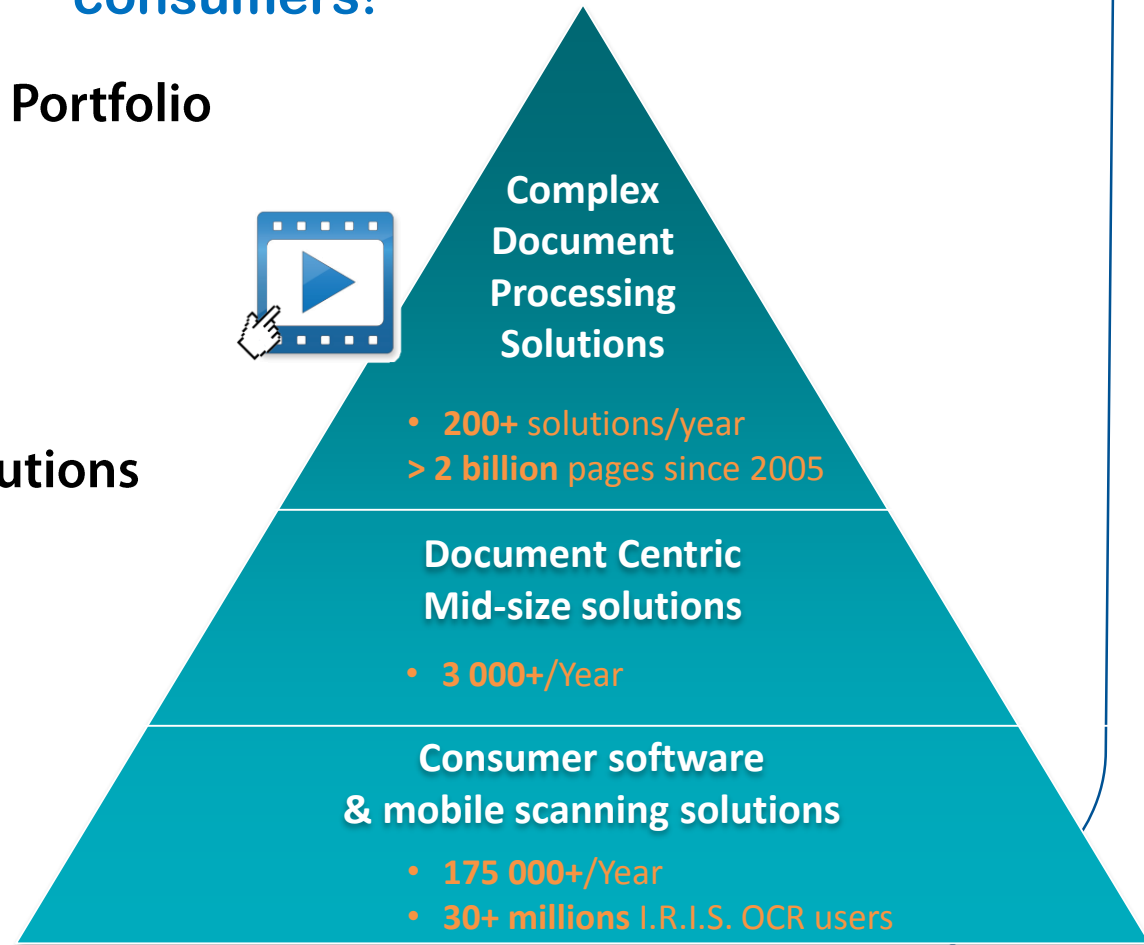 consumers!
Portfolio
Complex
Document
Processing
Solutions
• 200+ solutions/year
> 2 billion pages since 2005
Document Centric
Mid-size solutions
• 3 000+/Year
Consumer software
& mobile scanning solutions
• 175 000+/Year
• 30+ millions I.R.I.S. OCR users